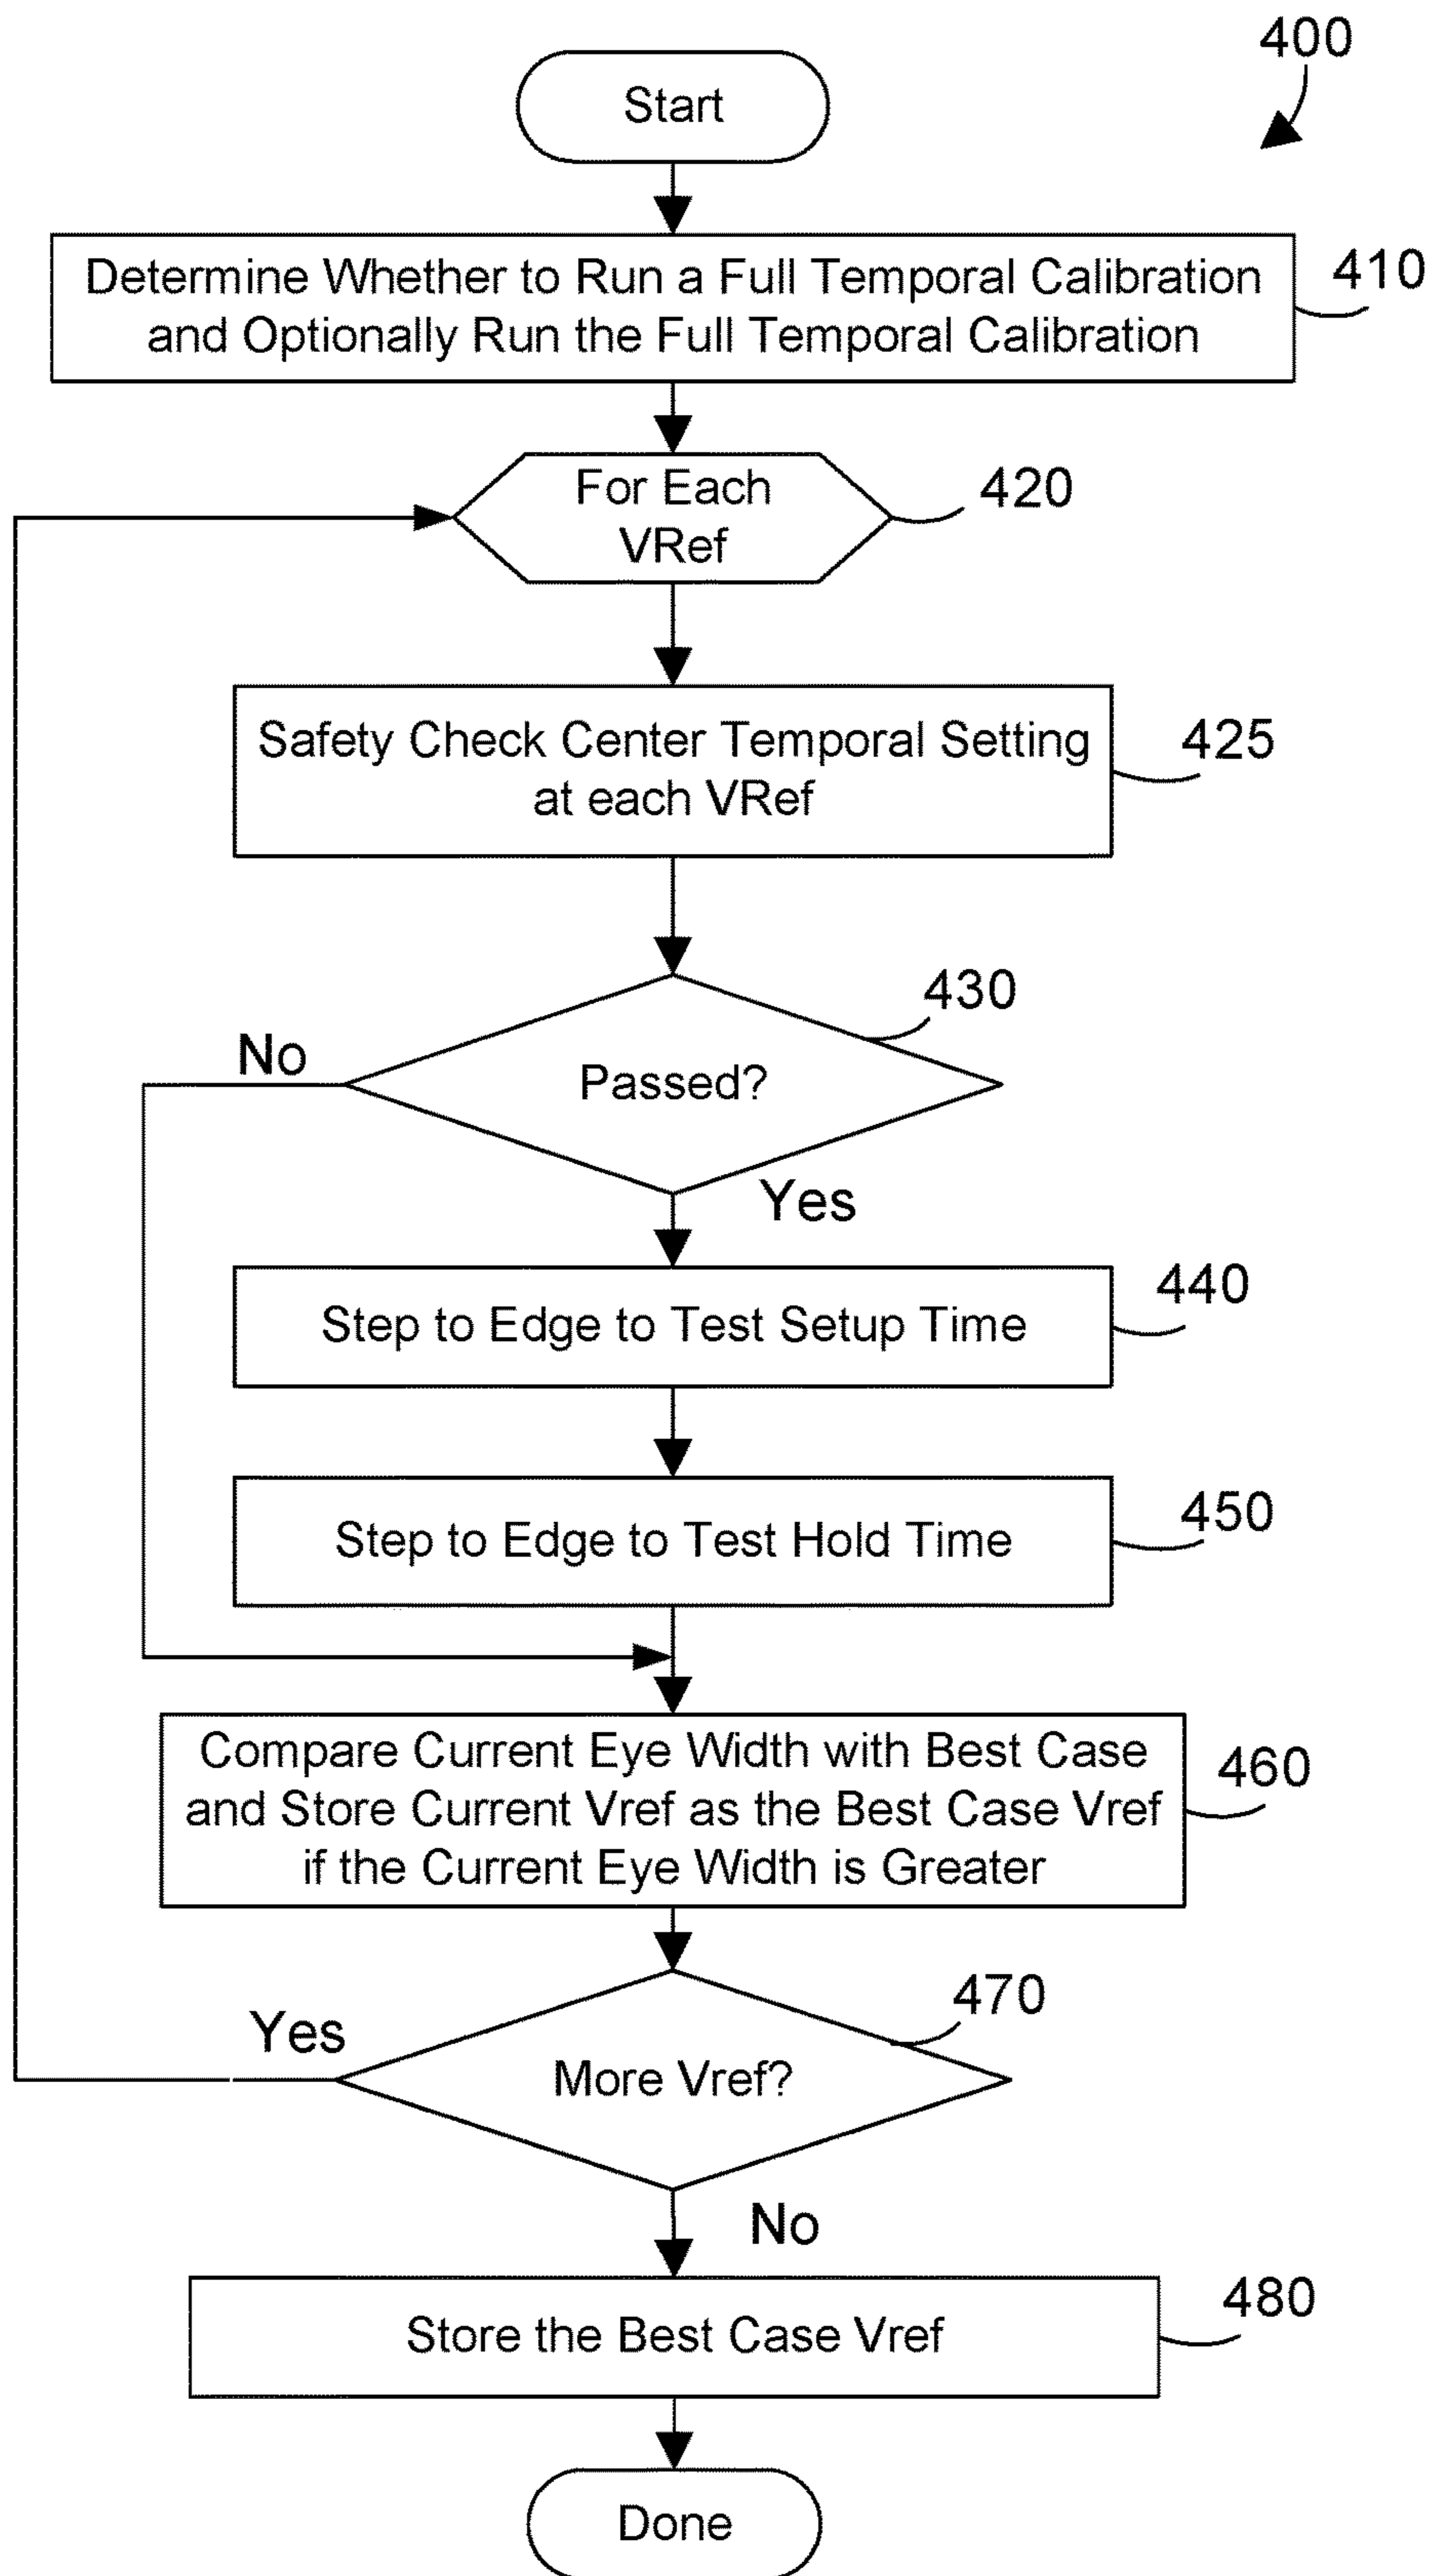 400
Start
Determine Whether to Run a Full Temporal Calibration
and Optionally Run the Full Temporal Calibration
410
For Each
VRef
420
Safety Check Center Temporal Setting
at each VRef
425
430
No
Passed?
Yes
Step to Edge to Test Setup Time
440
Step to Edge to Test Hold Time
450
Compare Current Eye Width with Best Case
and Store Current Vref as the Best Case Vref
if the Current Eye Width is Greater
460
470
Yes
More Vref?
No
Store the Best Case Vref
480
Done